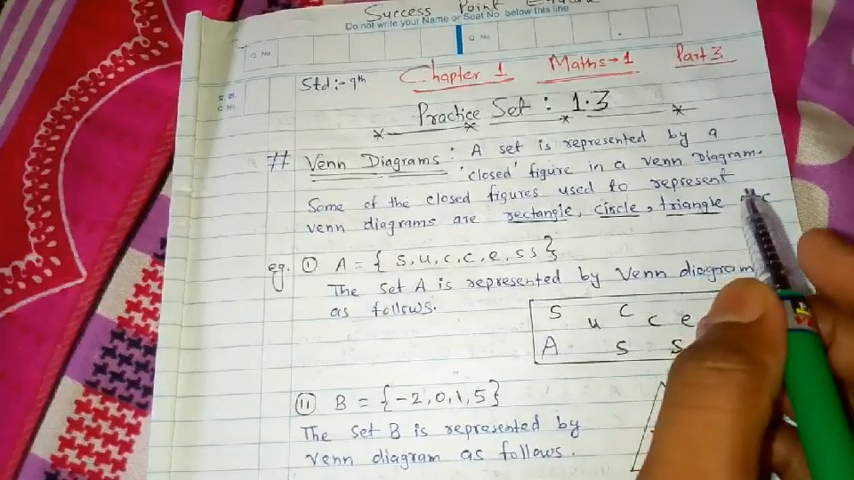 Success Point
Do not write your Name or Seat No. below this line
Q. No.
Q. No.
Std :- 9th Chapter 1 Maths-1 Part 3
Practice Set : 1.3
# Venn Diagrams : A set is represented by a
'closed' figure in a venn Diagram.
Some of the closed figures used to represent
venn diagrams are rectangle, circle, triangle
eg. (i) A = { s, u, c, c, e, s s }
The set A is represented by Venn diagram
as follows.
S u c c e
A s s
(ii) B = {-2, 0, 1, 5}
The set B is represented by
venn diagram as follows.